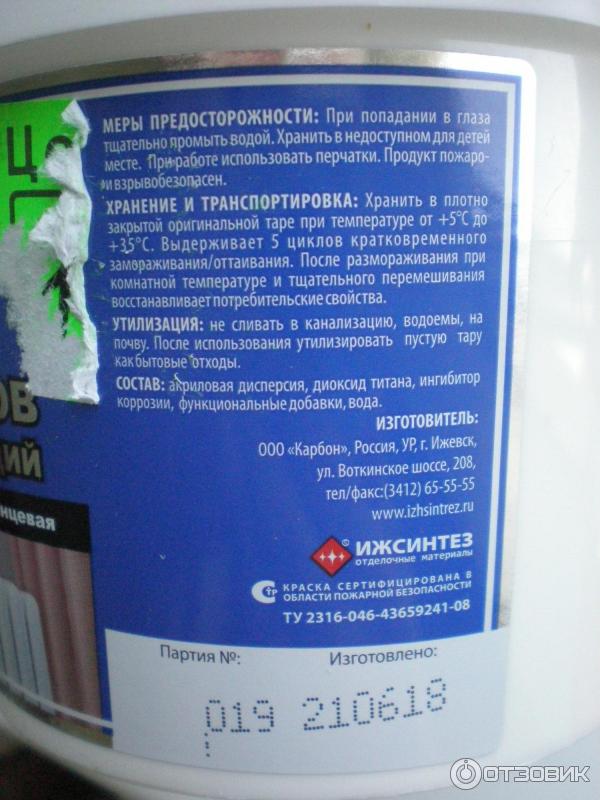 МЕРЫ ПРЕДОСТОРОЖНОСТИ: При попадании в глаза
тщательно промыть водой. Хранить в недоступном для детей
месте. При работе использовать перчатки. Продукт пожаро-
и взрывобезопасен.
ХРАНЕНИЕ И ТРАНСПОРТИРОВКА: Хранить в плотно
закрытой оригинальной таре при температуре от +5°С до
+35°С. Выдерживает 5 циклов кратковременного
замораживания/оттаивания. После размораживания при
комнатной температуре и тщательного перемешивания
восстанавливает потребительские свойства.
УТИЛИЗАЦИЯ: не сливать в канализацию, водоемы, на
почву. После использования утилизировать пустую тару
как бытовые отходы.
СОСТАВ: акриловая дисперсия, диоксид титана, ингибитор
коррозии, функциональные добавки, вода.
ИЗГОТОВИТЕЛЬ:
ООО «Карбон», Россия, УР, г. Ижевск,
ул. Воткинское шоссе, 208,
тел/факс:(3412) 65-55-55
www.izhsintrez.ru
ИЖСИНТЕЗ
отделочные материалы
КРАСКА СЕРТИФИЦИРОВАНА В
ОБЛАСТИ ПОЖАРНОЙ БЕЗОПАСНОСТИ
ТУ 2316-046-43659241-08
Партия №: Изготовлено:
019 210618
ОТЗОВИК